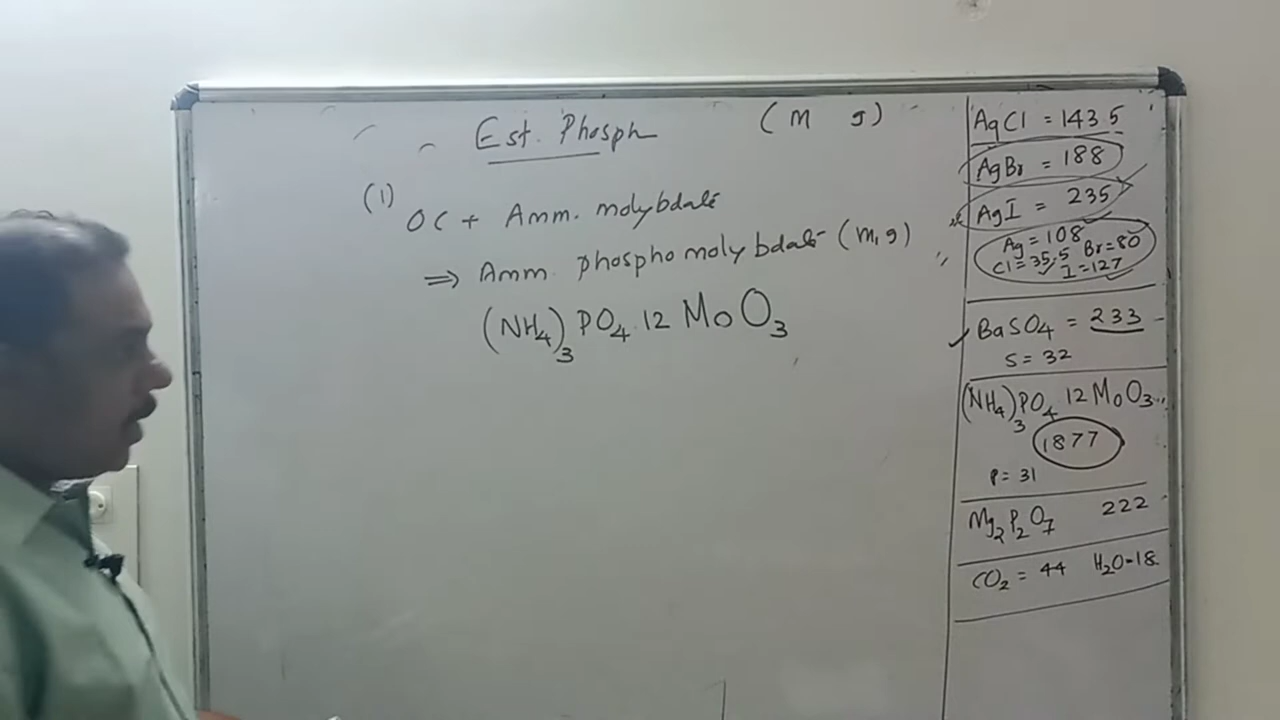 Est. Phosph (m g)
(1) OC + Amm. molybdate
⇒ Amm. phosphomolybdate (m, g)
(NH4)3 PO4 12 MoO3
AgCl = 143 5
AgBr = 188
AgI = 235
Ag = 108
Cl = 35.5 Br = 80
I = 127
BaSO4 = 233
S = 32
(NH4)3 PO4 12 MoO3
1877
P = 31
Mg2P2O7 222
CO2 = 44 H2O-18